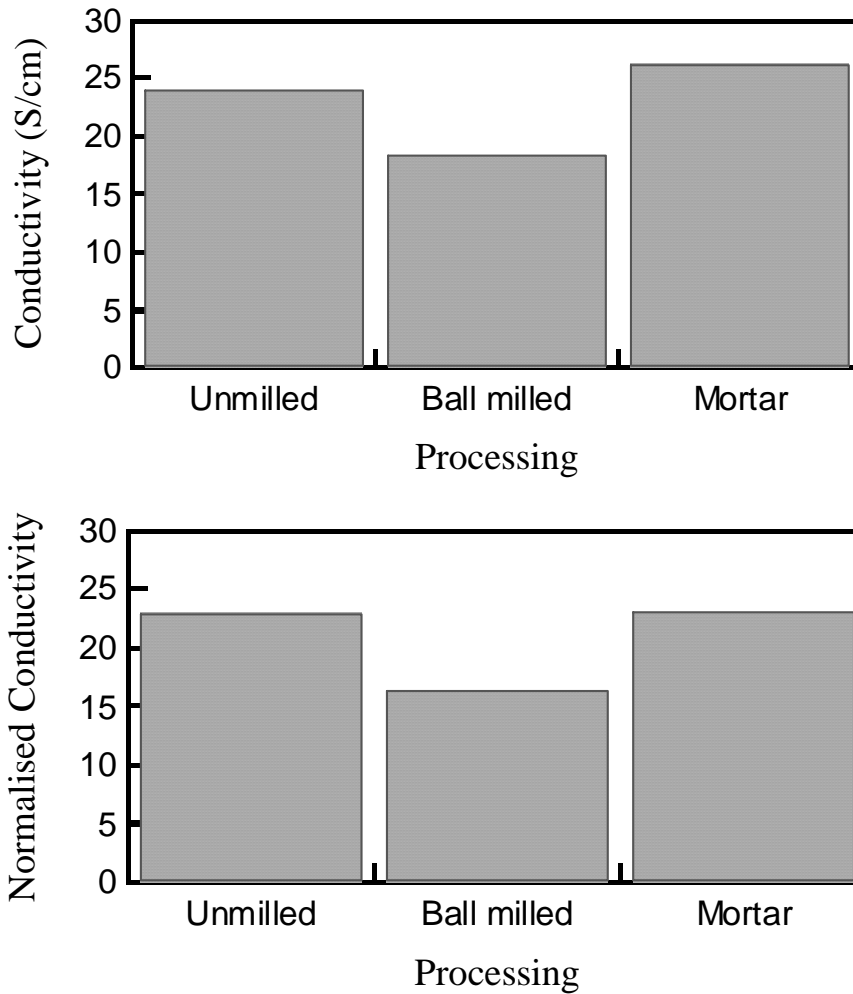 Conductivity (S/cm)
30
25
20
15
10
5
0
Unmilled Ball milled Mortar
Processing
Normalised Conductivity
30
25
20
15
10
5
0
Unmilled Ball milled Mortar
Processing